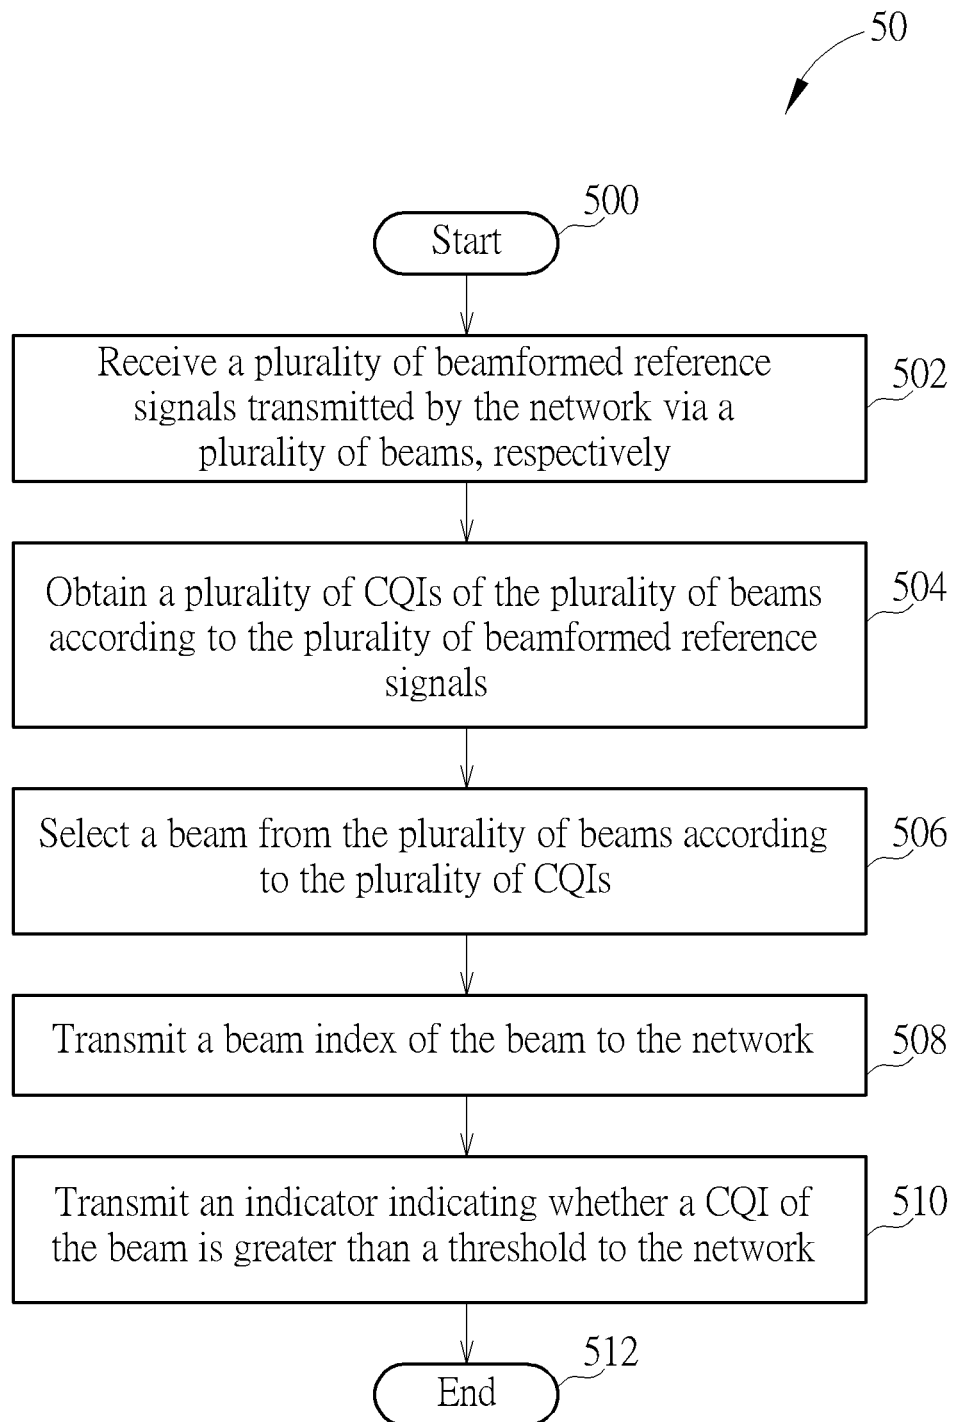 50
500
Start
Receive a plurality of beamformed reference
signals transmitted by the network via a
plurality of beams, respectively
502
Obtain a plurality of CQIs of the plurality of beams
according to the plurality of beamformed reference
signals
504
Select a beam from the plurality of beams according
to the plurality of CQIs
506
Transmit a beam index of the beam to the network
508
Transmit an indicator indicating whether a CQI of
the beam is greater than a threshold to the network
510
512
End